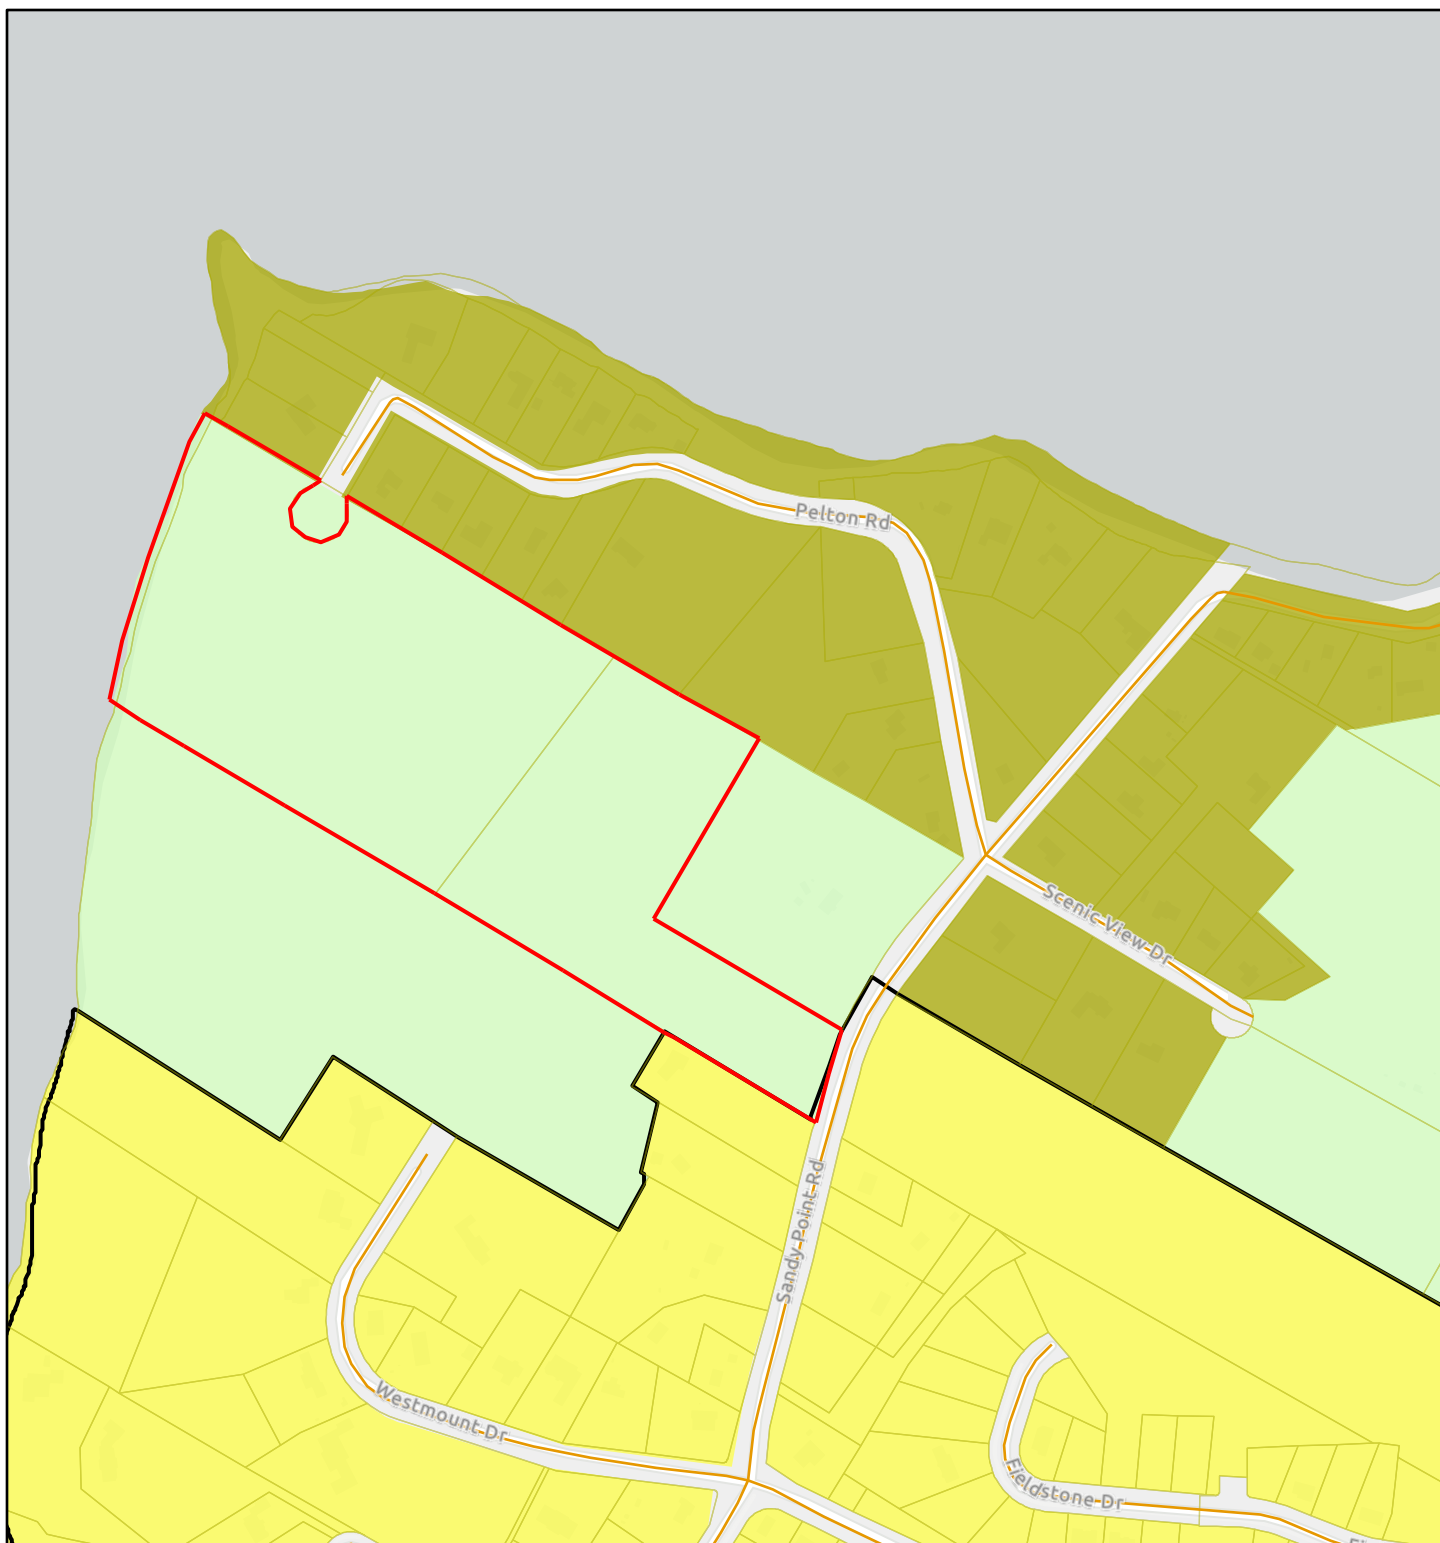 Pelton Rd
Scenic View Dr
Sandy Point Rd
Westmount Dr
Fieldstone Dr